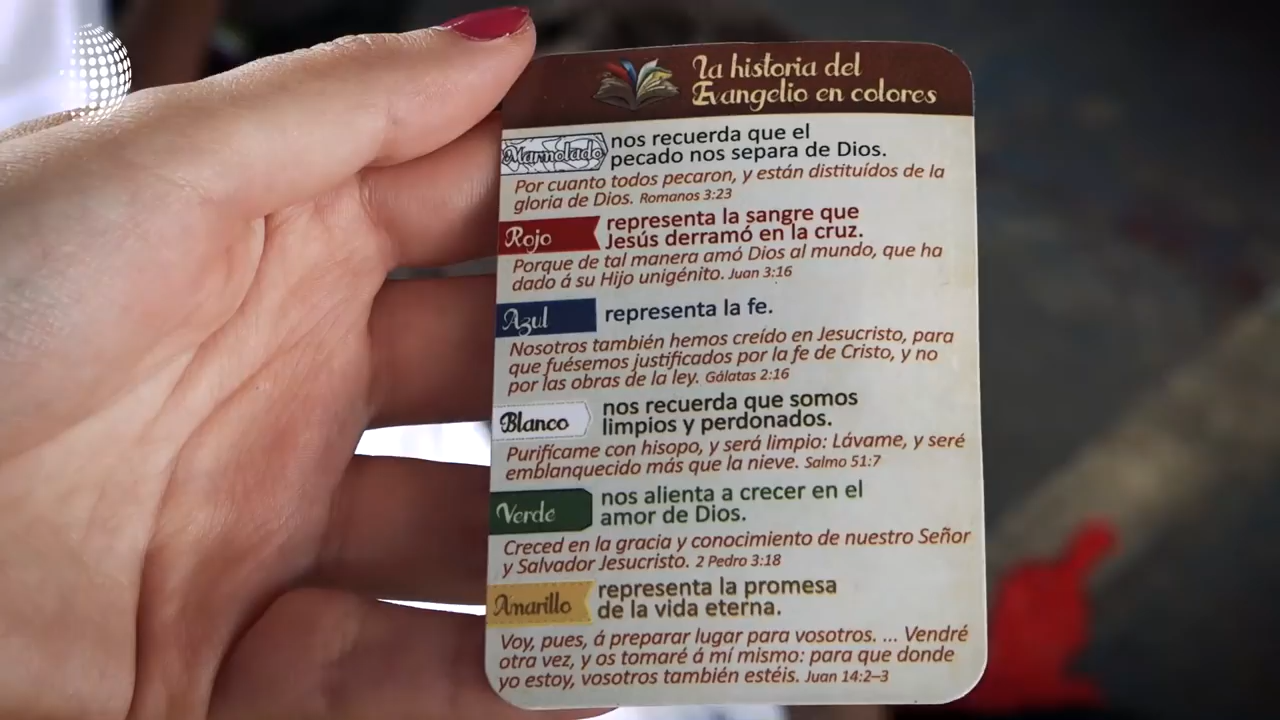 La historia del
Evangelio en colores
Marmolado
nos recuerda que el
pecado nos separa de Dios.
Por cuanto todos pecaron, y están distituídos de la
gloria de Dios. Romanos 3:23
Rojo
representa la sangre que
Jesús derramó en la cruz.
Porque de tal manera amó Dios al mundo, que ha
dado á su Hijo unigénito. Juan 3:16
Azul
representa la fe.
Nosotros también hemos creído en Jesucristo, para
que fuésemos justificados por la fe de Cristo, y no
por las obras de la ley. Gálatas 2:16
Blanco
nos recuerda que somos
limpios y perdonados.
Purifícame con hisopo, y será limpio: Lávame, y seré
emblanquecido más que la nieve. Salmo 51:7
Verde
nos alienta a crecer en el
amor de Dios.
Creced en la gracia y conocimiento de nuestro Señor
y Salvador Jesucristo. 2 Pedro 3:18
Amarillo
representa la promesa
de la vida eterna.
Voy, pues, á preparar lugar para vosotros. ... Vendré
otra vez, y os tomaré á mí mismo: para que donde
yo estoy, vosotros también estéis. Juan 14:2–3